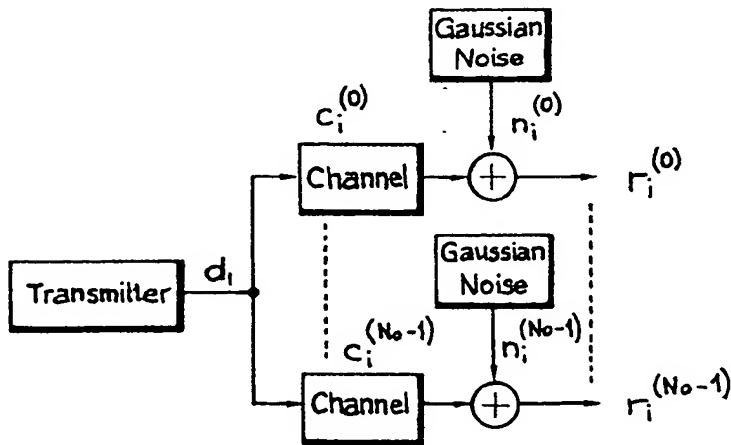 Gaussian
Noise
c_i^(0)
n_i^(0)
Channel
+
r_i^(0)
Gaussian
Noise
d_i
Transmitter
c_i^(No-1)
n_i^(No-1)
Channel
+
r_i^(No-1)